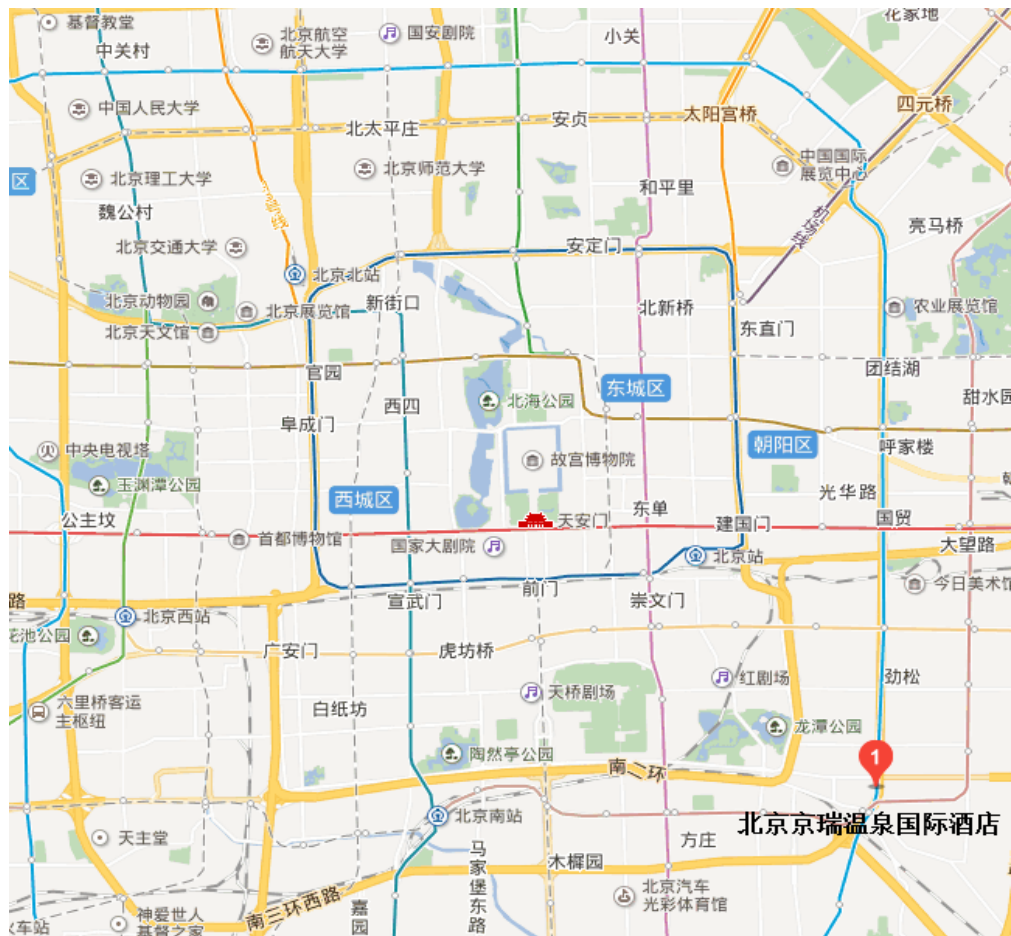 基督教堂
中关村
北京航空
航天大学
国安剧院
小关
花家地
中国人民大学
北太平庄
安贞
太阳宫桥
四元桥
区
北京理工大学
北京师范大学
中国国际
展览中心
和平里
魏公村
机场线
亮马桥
北京交通大学
安定门
北京北站
北京动物园
北京展览馆
新街口
北新桥
农业展览馆
北京天文馆
东直门
官园
团结湖
东城区
西四
北海公园
甜水园
阜成门
朝阳区
呼家楼
中央电视塔
故宫博物院
玉渊潭公园
西城区
光华路
公主坟
东单
天安门
建国门
国贸
首都博物馆
国家大剧院
北京站
大望路
今日美术馆
路
宣武门
前门
崇文门
北京西站
花池公园
广安门
虎坊桥
劲松
六里桥客运
主枢纽
白纸坊
天桥剧场
红剧场
龙潭公园
陶然亭公园
1
南二环
北京南站
北京京瑞温泉国际酒店
天主堂
方庄
马家堡东路
木樨园
北京汽车
光彩体育馆
南三环西路
嘉园
神爱世人
基督之家
火车站